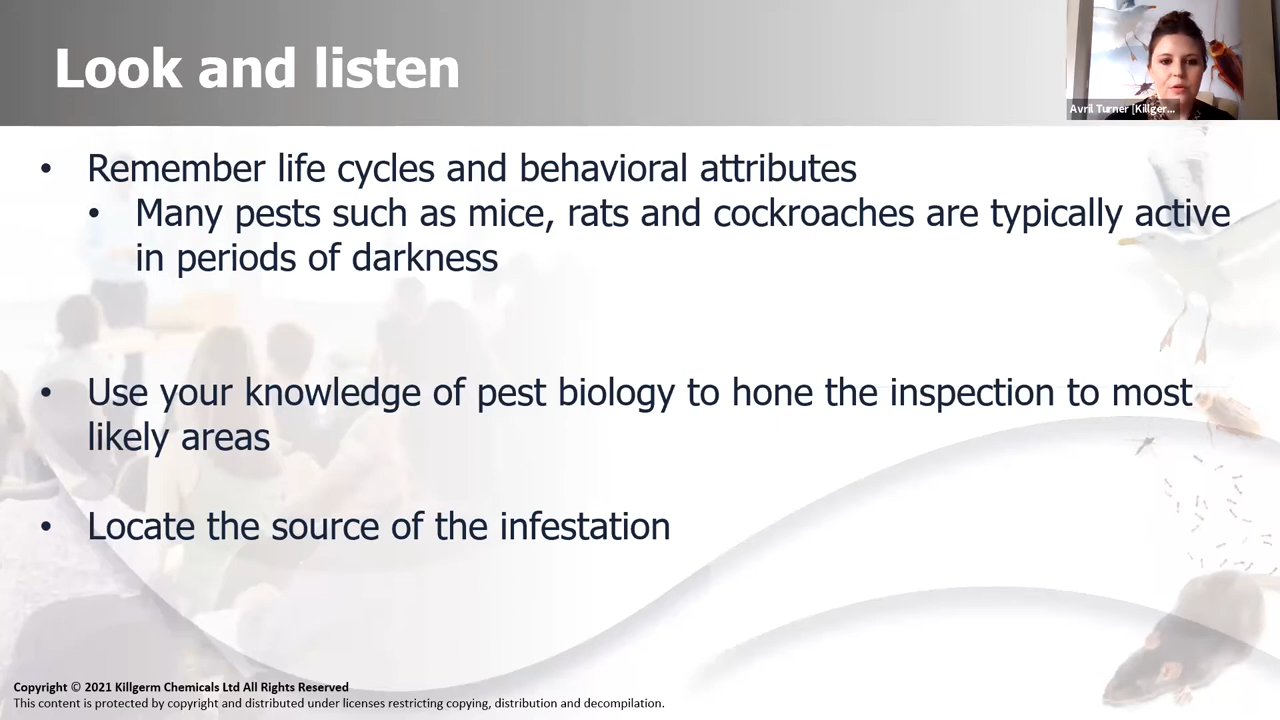 Look and listen
Avril Turner [Killger...
• Remember life cycles and behavioral attributes
• Many pests such as mice, rats and cockroaches are typically active
in periods of darkness
• Use your knowledge of pest biology to hone the inspection to most
likely areas
• Locate the source of the infestation
Copyright © 2021 Killgerm Chemicals Ltd All Rights Reserved
This content is protected by copyright and distributed under licenses restricting copying, distribution and decompilation.